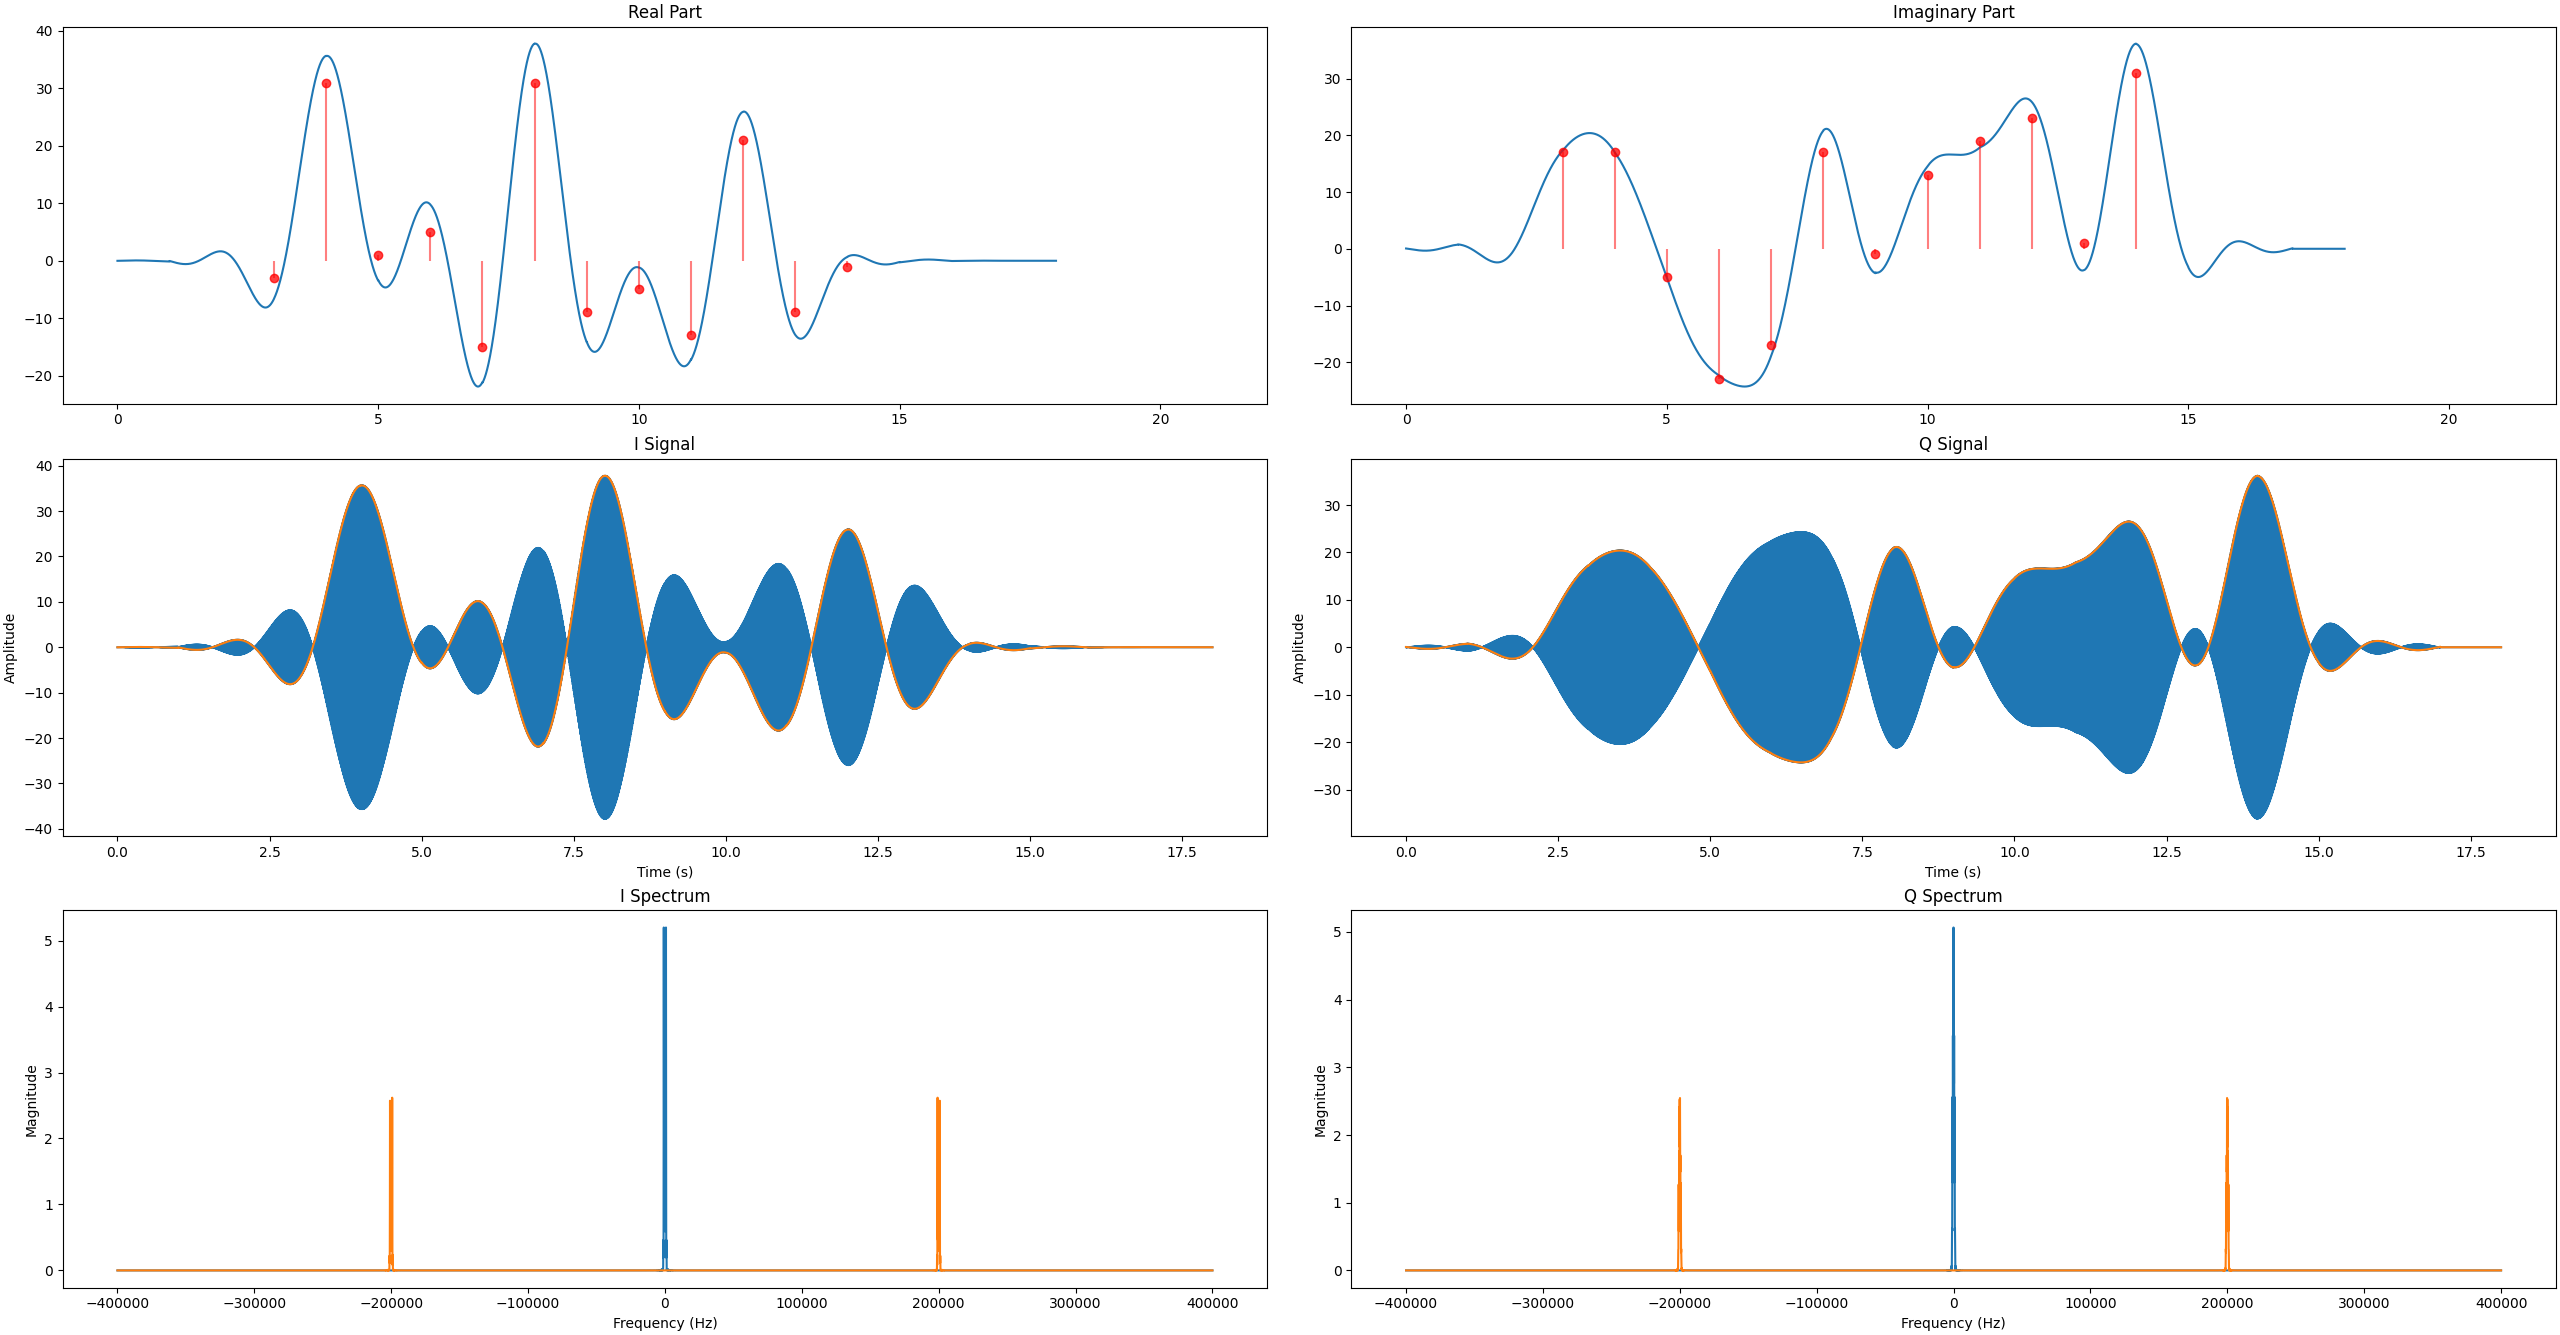 Real Part
40
30
20
10
0
−10
−20
0 5 10 15 20
Imaginary Part
30
20
10
0
−10
−20
0 5 10 15 20
I Signal
Amplitude
40
30
20
10
0
−10
−20
−30
−40
0.0 2.5 5.0 7.5 10.0 12.5 15.0 17.5
Time (s)
Q Signal
Amplitude
30
20
10
0
−10
−20
−30
0.0 2.5 5.0 7.5 10.0 12.5 15.0 17.5
Time (s)
I Spectrum
Magnitude
5
4
3
2
1
0
−400000 −300000 −200000 −100000 0 100000 200000 300000 400000
Frequency (Hz)
Q Spectrum
Magnitude
5
4
3
2
1
0
−400000 −300000 −200000 −100000 0 100000 200000 300000 400000
Frequency (Hz)